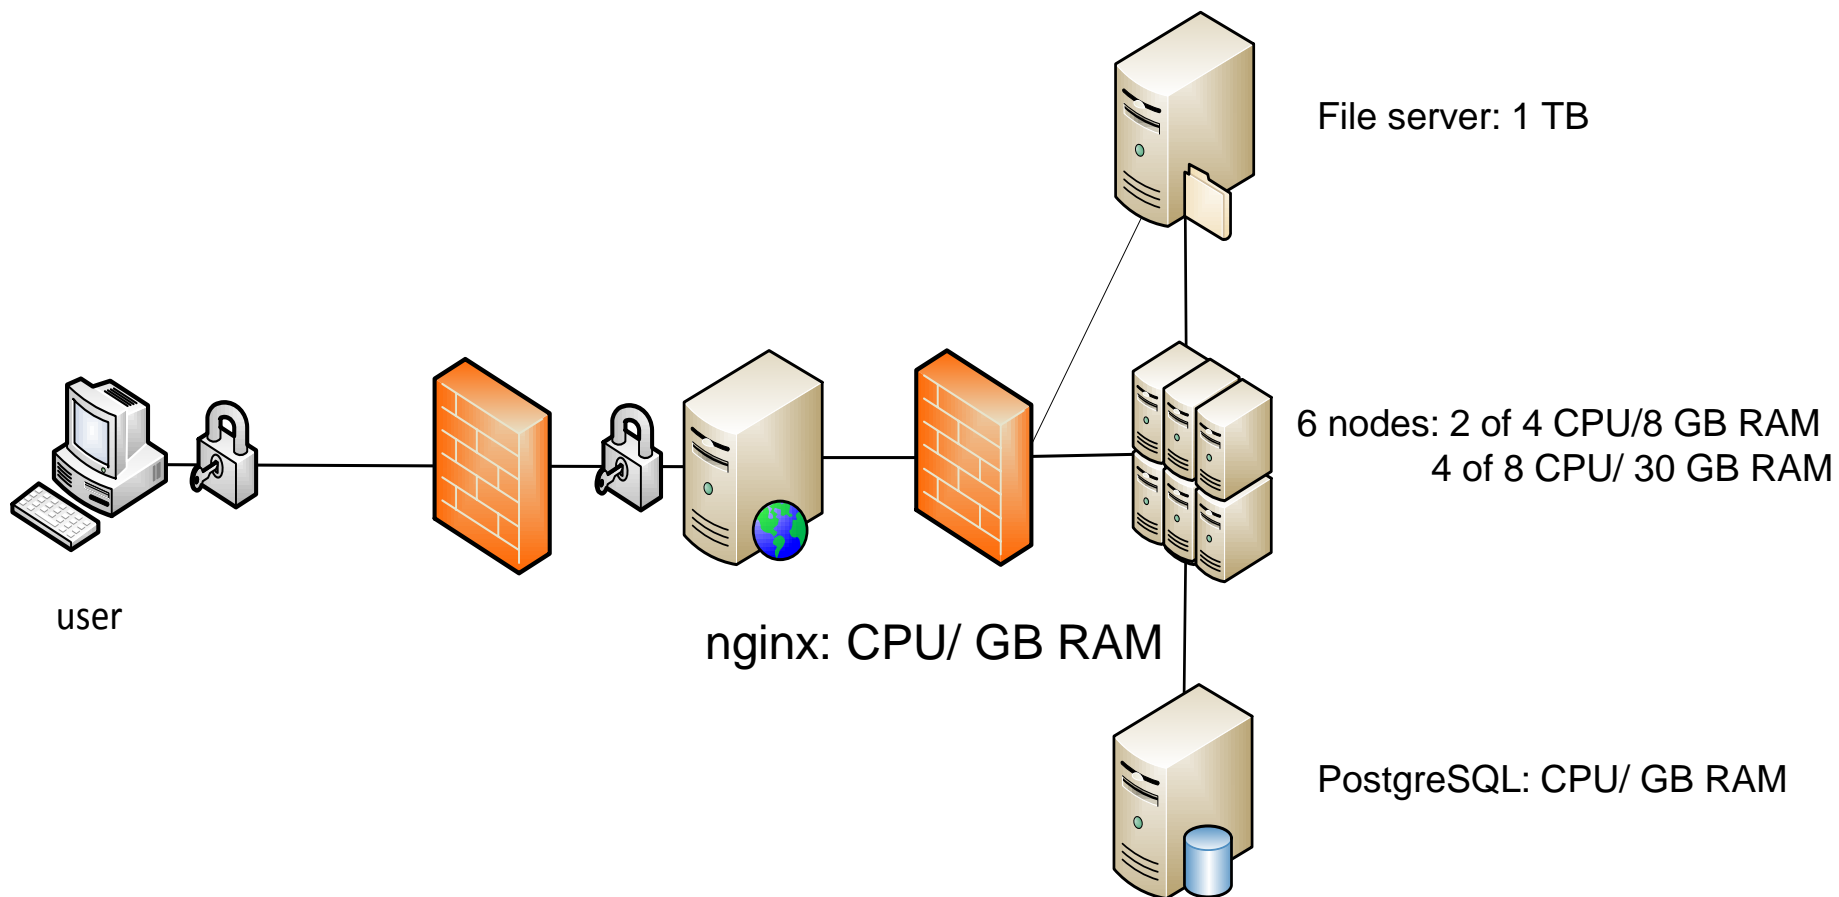 File server: 1 TB
6 nodes: 2 of 4 CPU/8 GB RAM
4 of 8 CPU/ 30 GB RAM
user
nginx: CPU/ GB RAM
PostgreSQL: CPU/ GB RAM